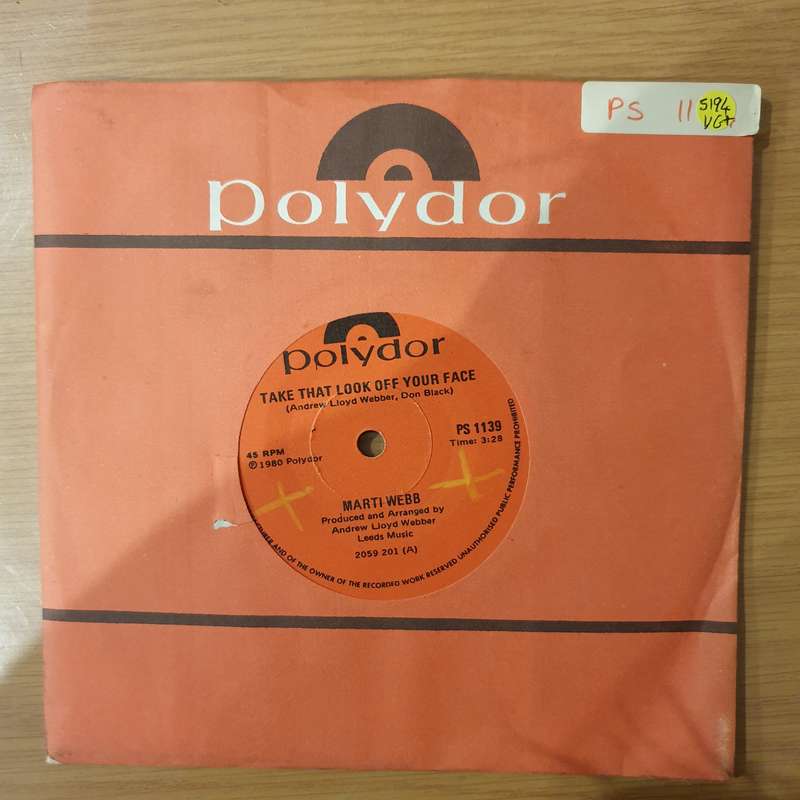 PS 11
5194
VG+
polydor
polydor
TAKE THAT LOOK OFF YOUR FACE
(Andrew Lloyd Webber, Don Black)
45 RPM
℗ 1980 Polydor
PS 1139
Time: 3:28
MARTI WEBB
Produced and Arranged by
Andrew Lloyd Webber
Leeds Music
2059 201 (A)
AND OF THE OWNER OF THE RECORDED WORK RESERVED UNAUTHORISED PUBLIC PERFORMANCE PROHIBITED